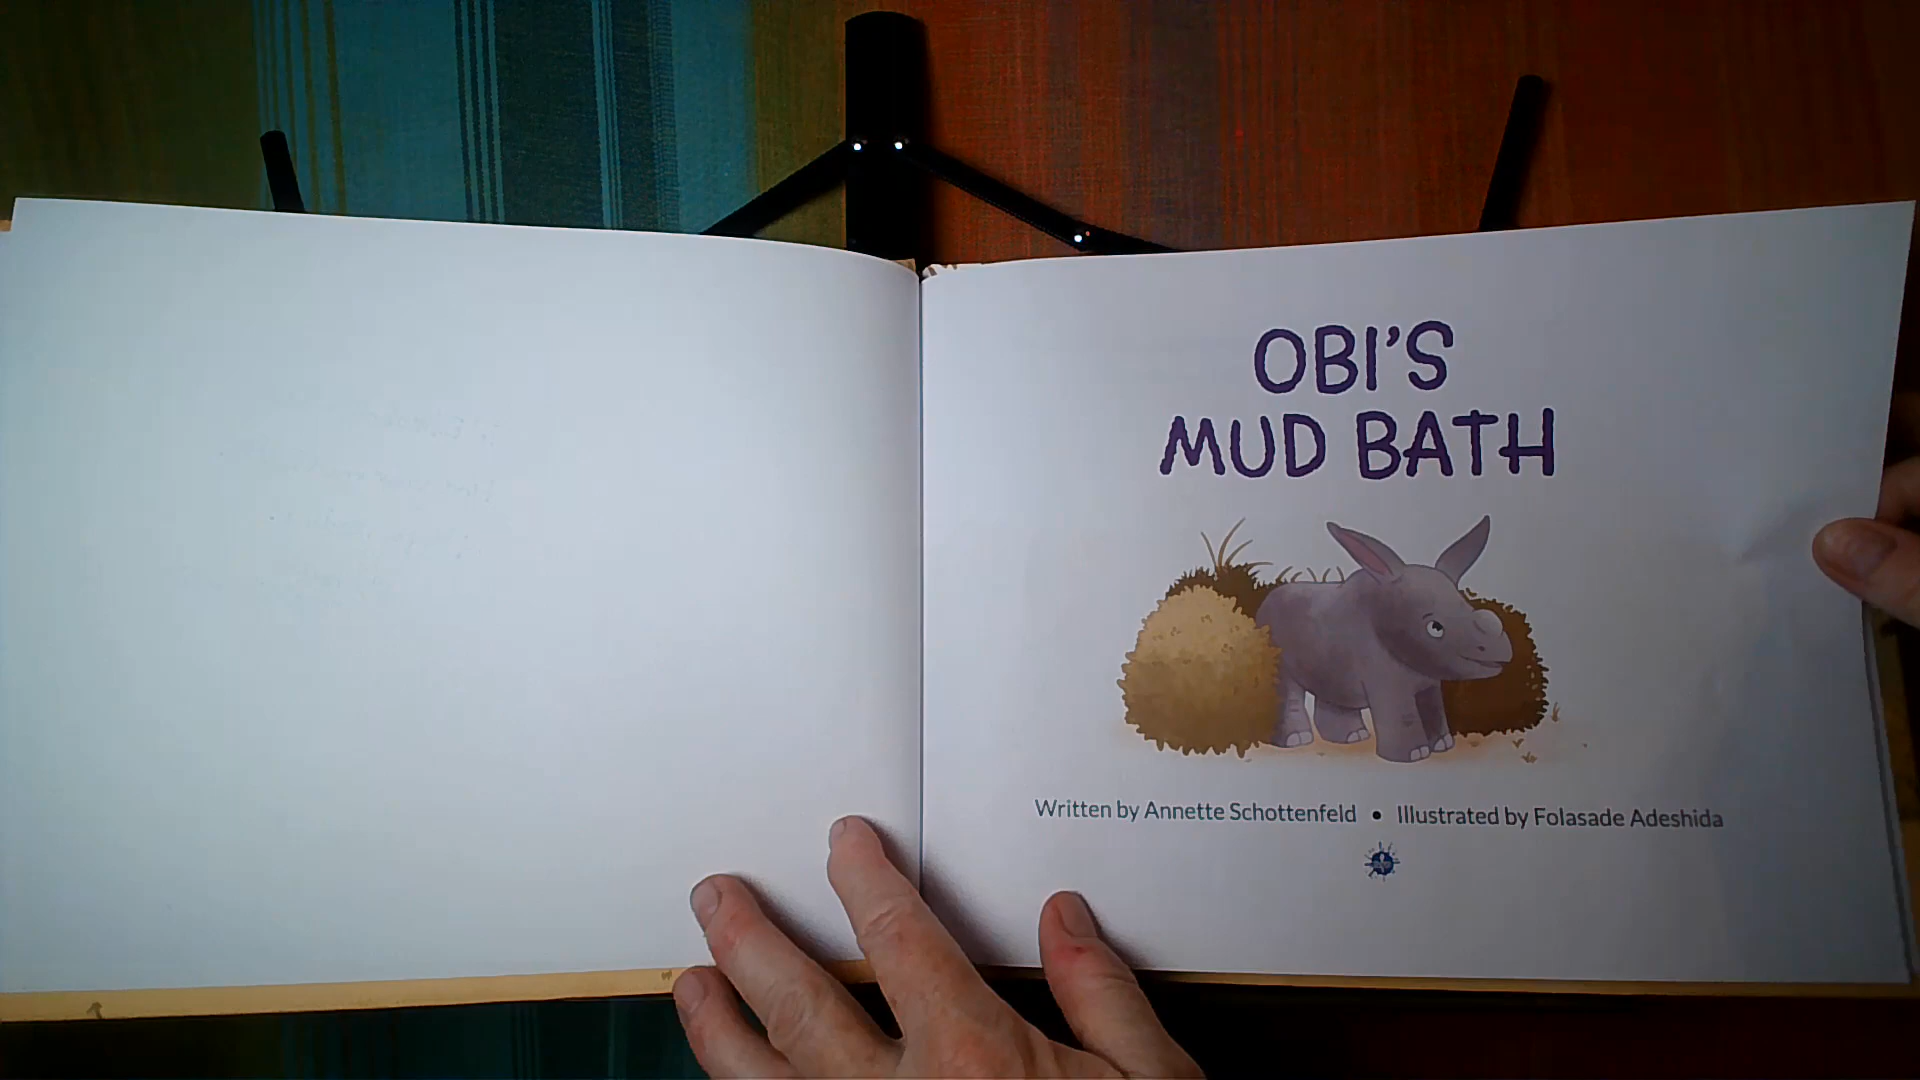 OBI'S
MUD BATH
Written by Annette Schottenfeld • Illustrated by Folasade Adeshida